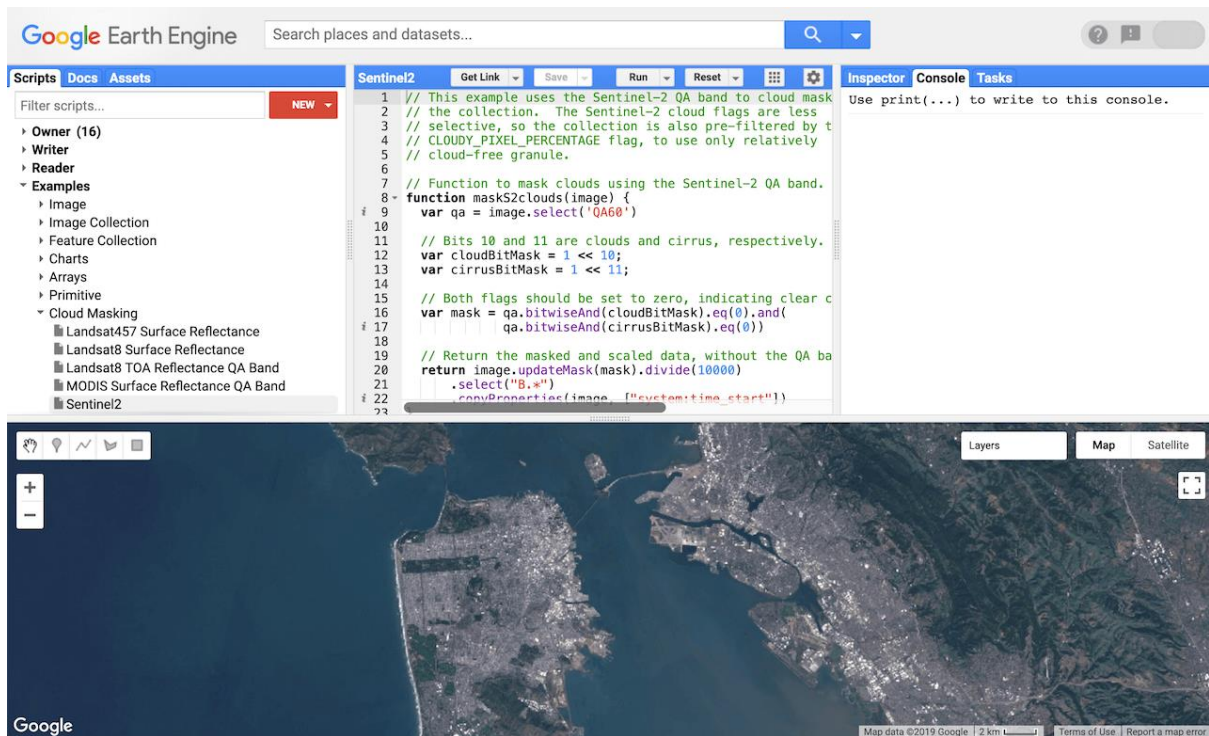 Google Earth Engine
Search places and datasets...
Scripts Docs Assets
Filter scripts...
NEW
Owner (16)
Writer
Reader
Examples
Image
Image Collection
Feature Collection
Charts
Arrays
Primitive
Cloud Masking
Landsat457 Surface Reflectance
Landsat8 Surface Reflectance
Landsat8 TOA Reflectance QA Band
MODIS Surface Reflectance QA Band
Sentinel2
Sentinel2 Get Link Save Run Reset
1 // This example uses the Sentinel-2 QA band to cloud mask
2 // the collection.  The Sentinel-2 cloud flags are less
3 // selective, so the collection is also pre-filtered by t
4 // CLOUDY_PIXEL_PERCENTAGE flag, to use only relatively
5 // cloud-free granule.
6
7 // Function to mask clouds using the Sentinel-2 QA band.
8 function maskS2clouds(image) {
i 9 var qa = image.select('QA60')
10
11 // Bits 10 and 11 are clouds and cirrus, respectively.
12 var cloudBitMask = 1 << 10;
13 var cirrusBitMask = 1 << 11;
14
15 // Both flags should be set to zero, indicating clear c
16 var mask = qa.bitwiseAnd(cloudBitMask).eq(0).and(
i 17 qa.bitwiseAnd(cirrusBitMask).eq(0))
18
19 // Return the masked and scaled data, without the QA ba
20 return image.updateMask(mask).divide(10000)
21 .select("B.*")
i 22 .copyProperties(image, ["system:time_start"])
23
Inspector Console Tasks
Use print(...) to write to this console.
Layers
Map Satellite
Google
Map data ©2019 Google 2 km Terms of Use Report a map error